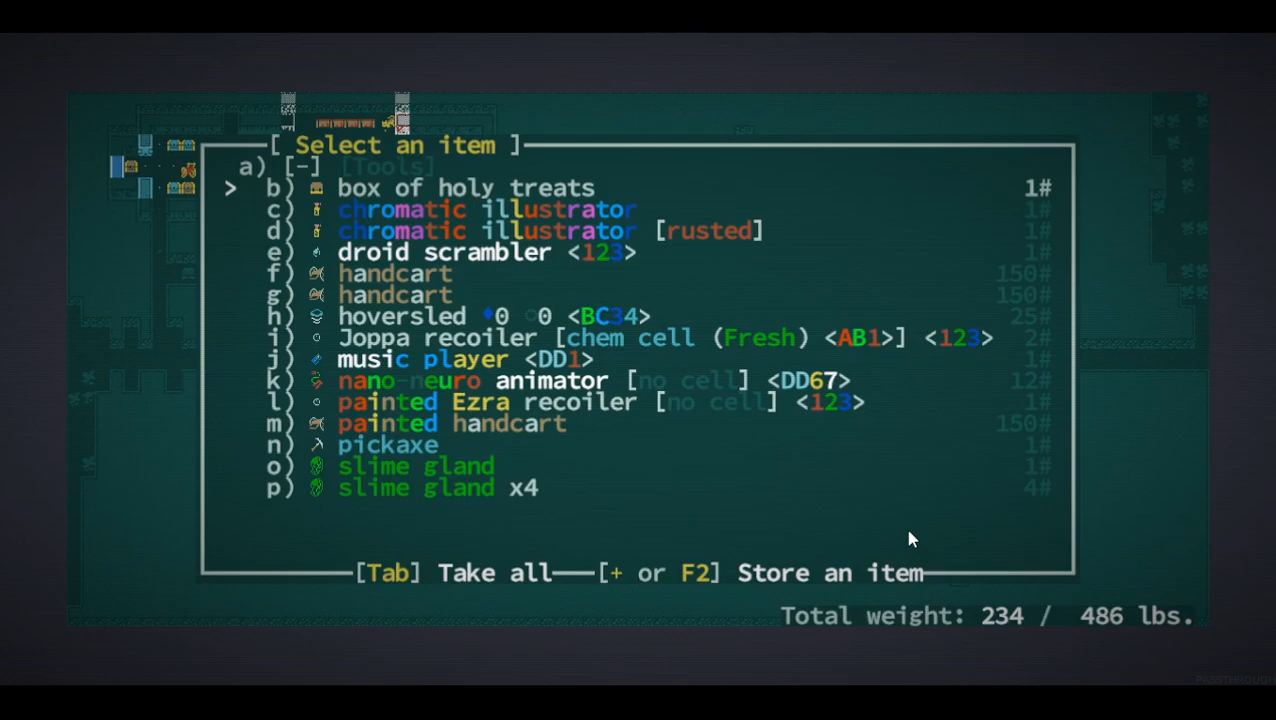 [ Select an item ]
a) [-] [Tools]
> b) box of holy treats 1#
c) chromatic illustrator 1#
d) chromatic illustrator [rusted] 1#
e) droid scrambler <123> 1#
f) handcart 150#
g) handcart 150#
h) hoversled ♦0 ○0 <BC34> 25#
i) Joppa recoiler [chem cell (Fresh) <AB1>] <123> 2#
j) music player <DD1> 1#
k) nano-neuro animator [no cell] <DD67> 12#
l) painted Ezra recoiler [no cell] <123> 1#
m) painted handcart 150#
n) pickaxe 1#
o) slime gland 1#
p) slime gland x4 4#
[Tab] Take all [+ or F2] Store an item
Total weight: 234 / 486 lbs.
PASSTHROUGH